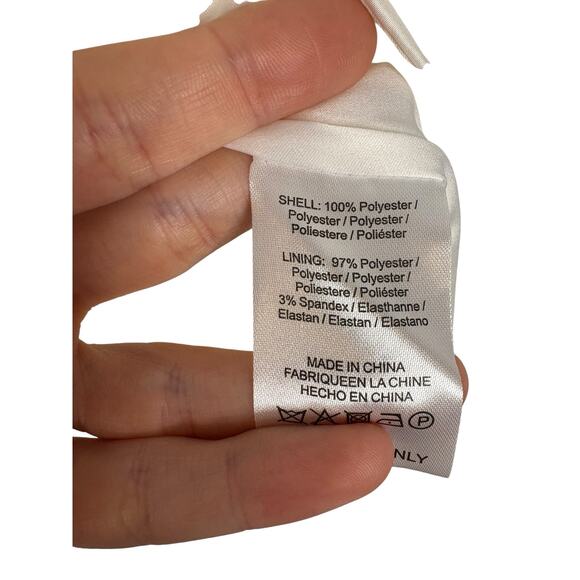 SHELL: 100% Polyester /
Polyester / Polyester /
Poliestere / Poliéster
LINING: 97% Polyester /
Polyester / Polyester /
Poliestere / Poliéster
3% Spandex / Elasthanne /
Elastan / Elastan / Elastano
MADE IN CHINA
FABRIQUEEN LA CHINE
HECHO EN CHINA
P